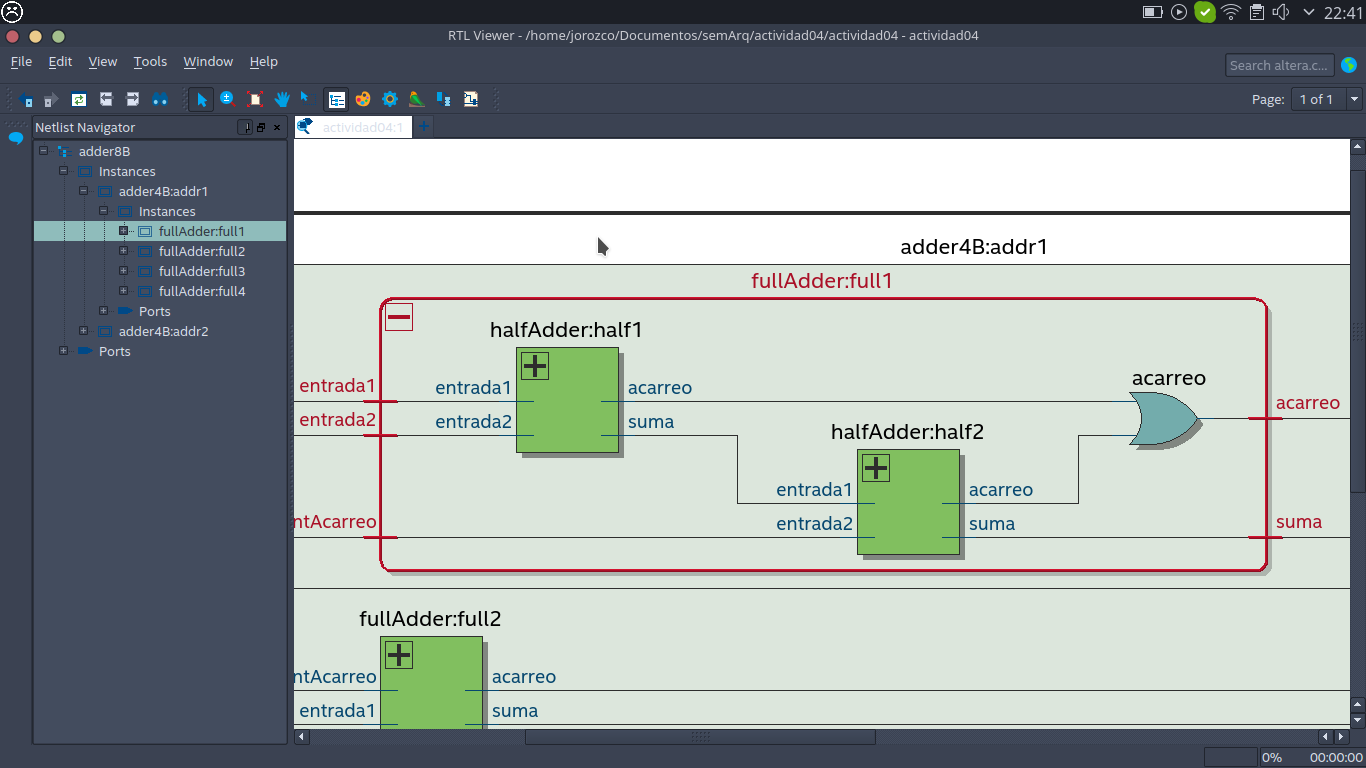 22:41
RTL Viewer - /home/jorozco/Documentos/semArq/actividad04/actividad04 - actividad04
File Edit View Tools Window Help
Search altera.c...
Page: 1 of 1
Netlist Navigator
actividad04:1
adder8B
Instances
adder4B:addr1
Instances
fullAdder:full1
fullAdder:full2
fullAdder:full3
fullAdder:full4
Ports
adder4B:addr2
Ports
adder4B:addr1
fullAdder:full1
halfAdder:half1
entrada1 entrada1 acarreo
entrada2 entrada2 suma
acarreo
acarreo
halfAdder:half2
entrada1 acarreo
ntAcarreo entrada2 suma suma
fullAdder:full2
ntAcarreo acarreo
entrada1 suma
0% 00:00:00